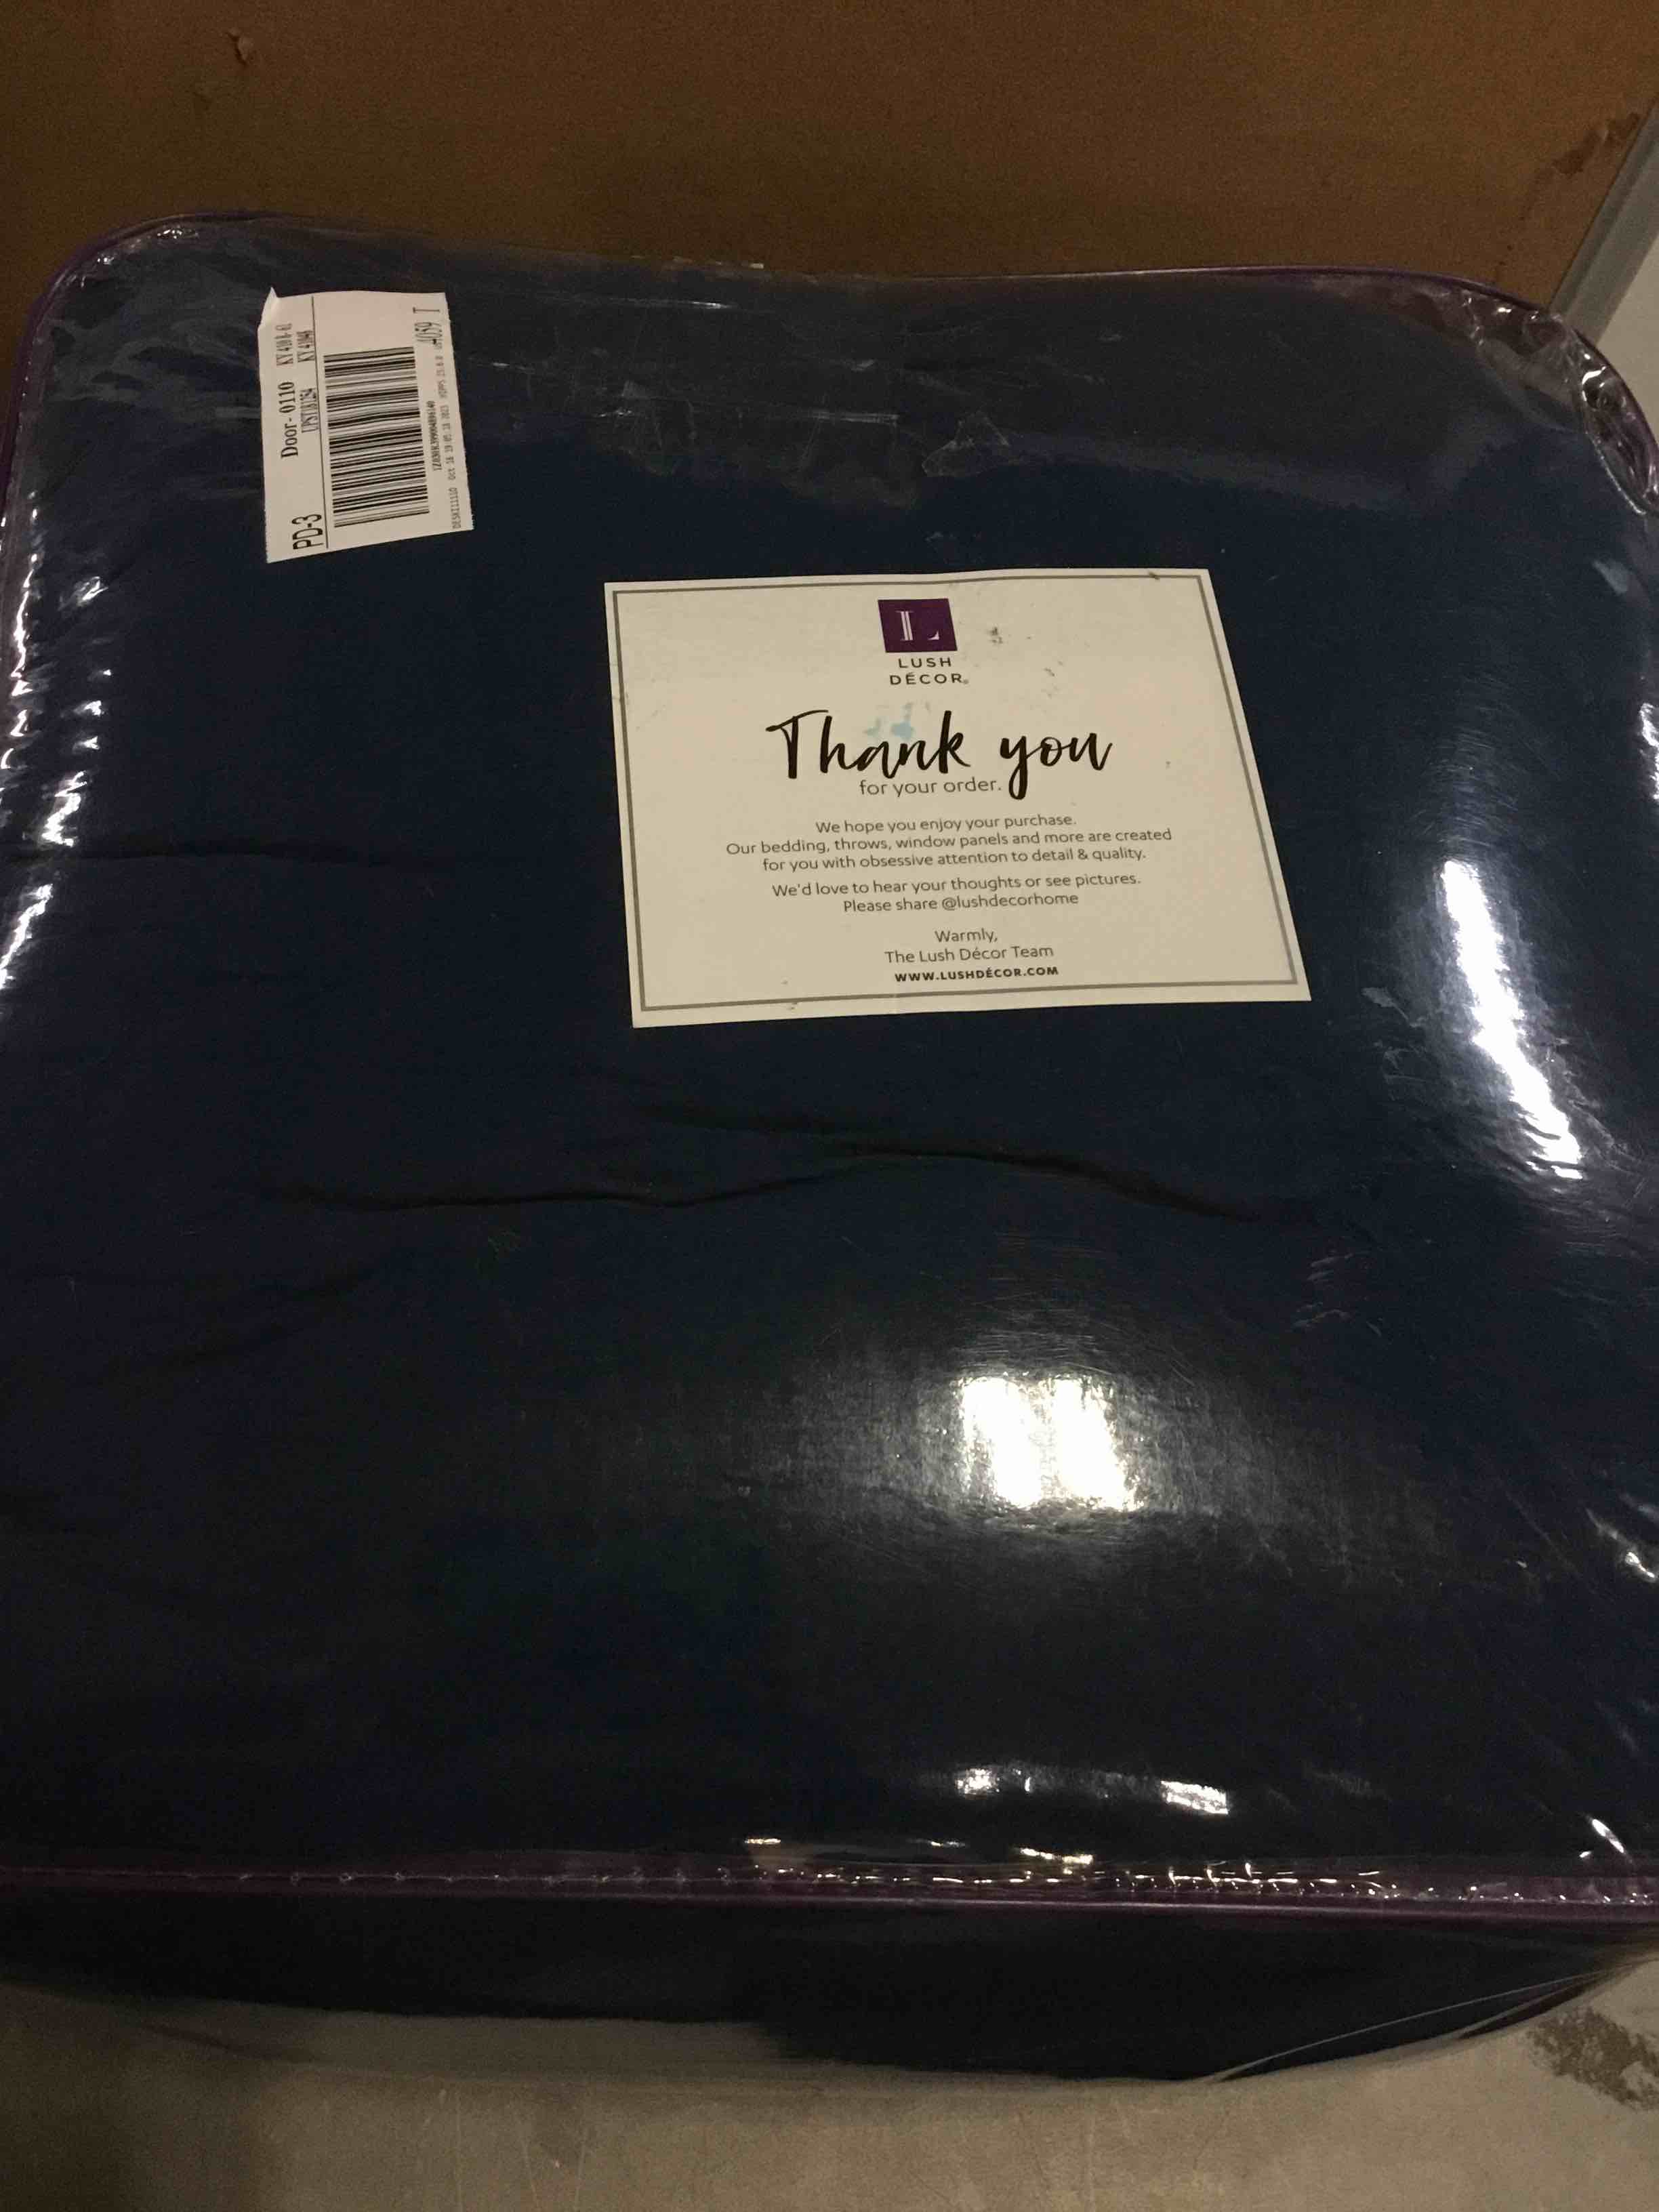 PD-3
Door- 0110
4059 T
L
LUSH
DÉCOR®
Thank you
for your order.
We hope you enjoy your purchase.
Our bedding, throws, window panels and more are created
for you with obsessive attention to detail & quality.
We'd love to hear your thoughts or see pictures.
Please share @lushdecorhome
Warmly,
The Lush Décor Team
WWW.LUSHDÉCOR.COM